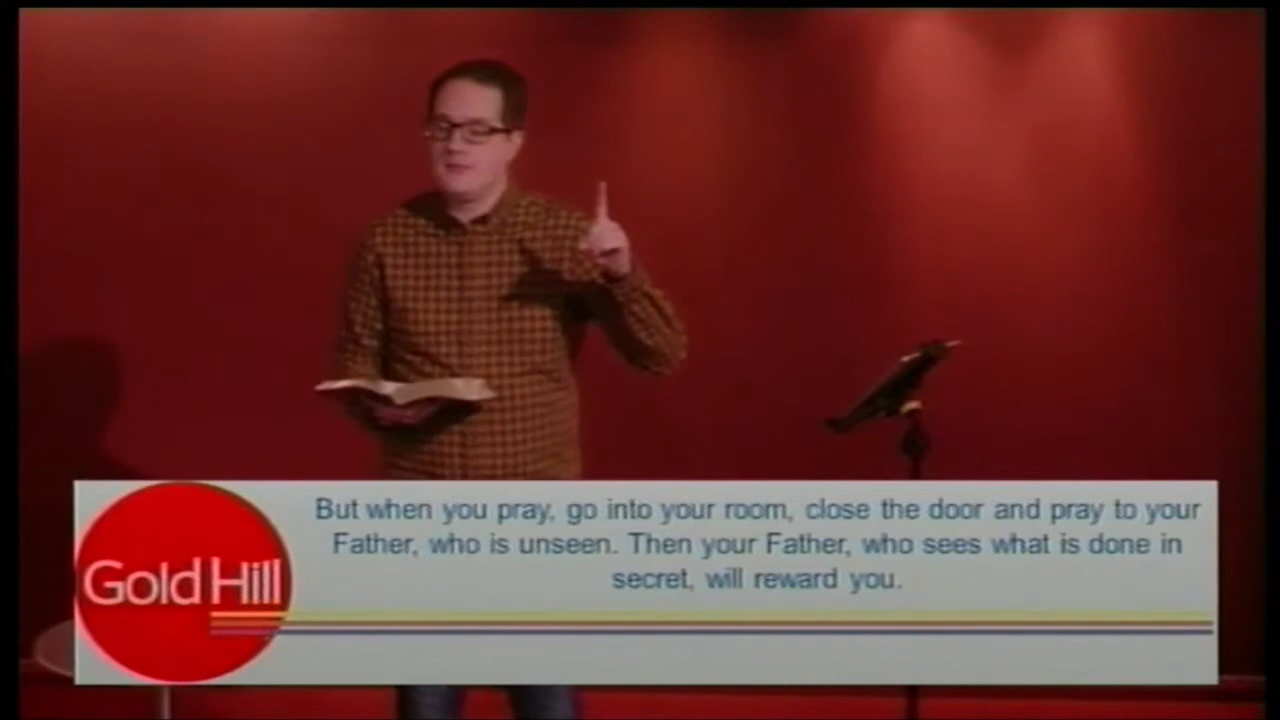 But when you pray, go into your room, close the door and pray to your
Father, who is unseen. Then your Father, who sees what is done in
secret, will reward you.
Gold Hill